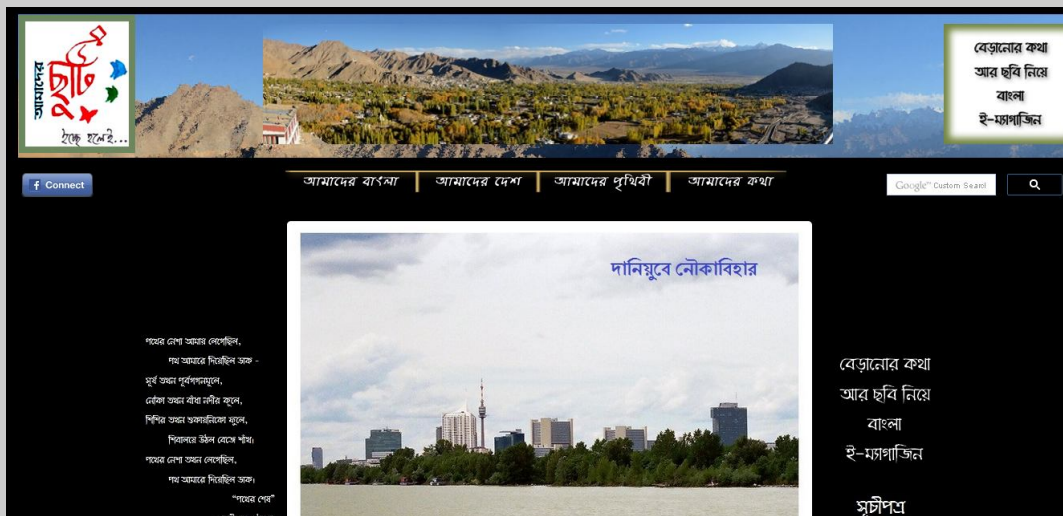 আমাদের
ছুটি
ইচ্ছে হলেই...
বেড়ানোর কথা
আর ছবি নিয়ে
বাংলা
ই-ম্যাগাজিন
f Connect
আমাদের বাংলা
আমাদের দেশ
আমাদের পৃথিবী
আমাদের কথা
Google™ Custom Search
দানিয়ুবে নৌকাবিহার
পথের নেশা আমায় লেগেছিল,
পথ আমারে দিয়েছিল ডাক -
সূর্য তখন পূর্বগগনমূলে,
নৌকা তখন বাঁধা নদীর কূলে,
শিশির তখন শুকায়নিকো ফুলে,
শিবালয়ে উঠল বেজে শাঁখ।
পথের নেশা তখন লেগেছিল,
পথ আমারে দিয়েছিল ডাক।
"পথের শেষ"
বেড়ানোর কথা
আর ছবি নিয়ে
বাংলা
ই-ম্যাগাজিন
সূচীপত্র